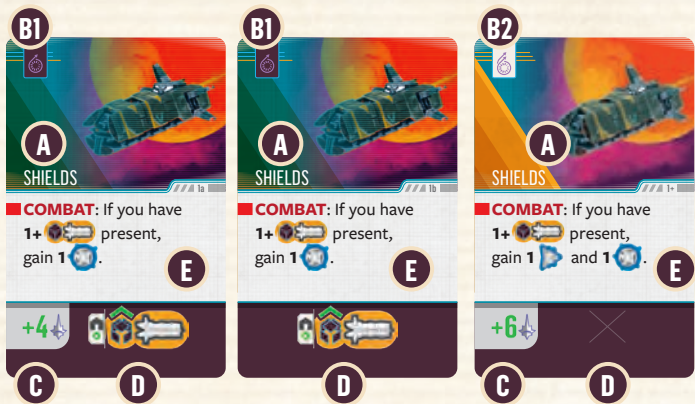 B1
A
SHIELDS
1a
COMBAT: If you have
1+ present,
gain 1 .
E
+4
C
D
B1
A
SHIELDS
1b
COMBAT: If you have
1+ present,
gain 1 .
E
D
B2
A
SHIELDS
1+
COMBAT: If you have
1+ present,
gain 1 and 1 .
E
+6
C
D